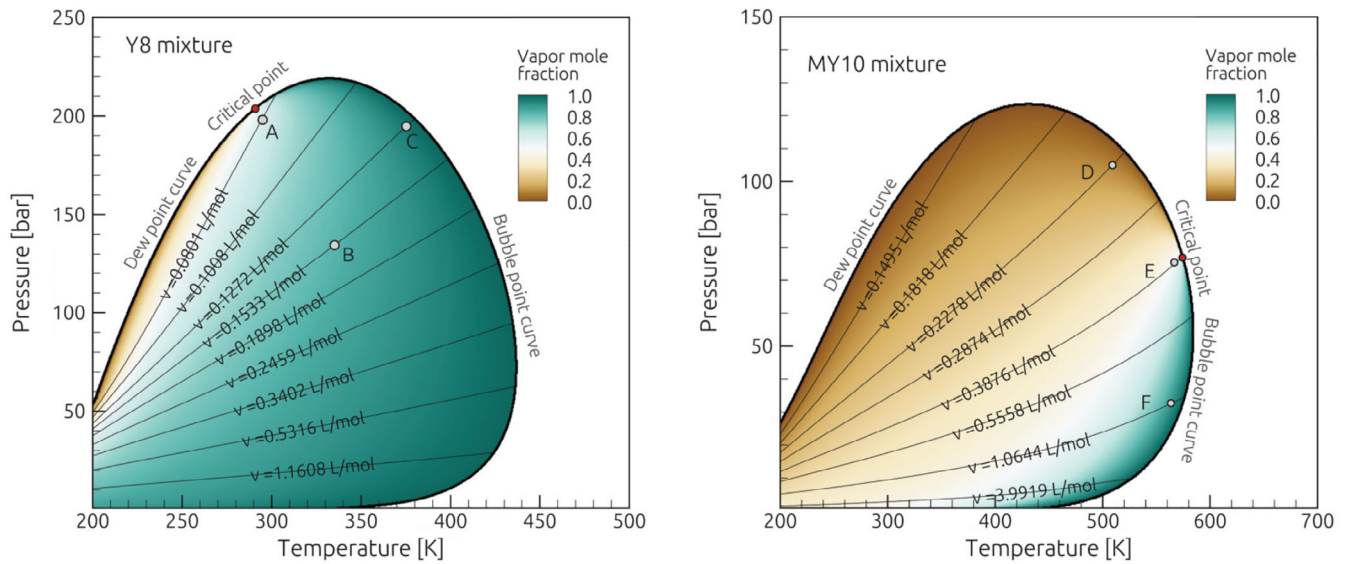 Y8 mixture
Vapor mole
fraction
1.0
0.8
0.6
0.4
0.2
0.0
Critical point
Dew point curve
Bubble point curve
A
B
C
v =0.0801 L/mol
v =0.1008 L/mol
v =0.1272 L/mol
v =0.1533 L/mol
v =0.1898 L/mol
v =0.2459 L/mol
v =0.3402 L/mol
v =0.5316 L/mol
v =1.1608 L/mol
Pressure [bar]
250
200
150
100
50
200 250 300 350 400 450 500
Temperature [K]
MY10 mixture
Vapor mole
fraction
1.0
0.8
0.6
0.4
0.2
0.0
Dew point curve
Critical point
Bubble point curve
D
E
F
v =0.1495 L/mol
v =0.1818 L/mol
v =0.2278 L/mol
v =0.2874 L/mol
v =0.3876 L/mol
v =0.5558 L/mol
v =1.0644 L/mol
v =3.9919 L/mol
Pressure [bar]
150
100
50
200 300 400 500 600 700
Temperature [K]